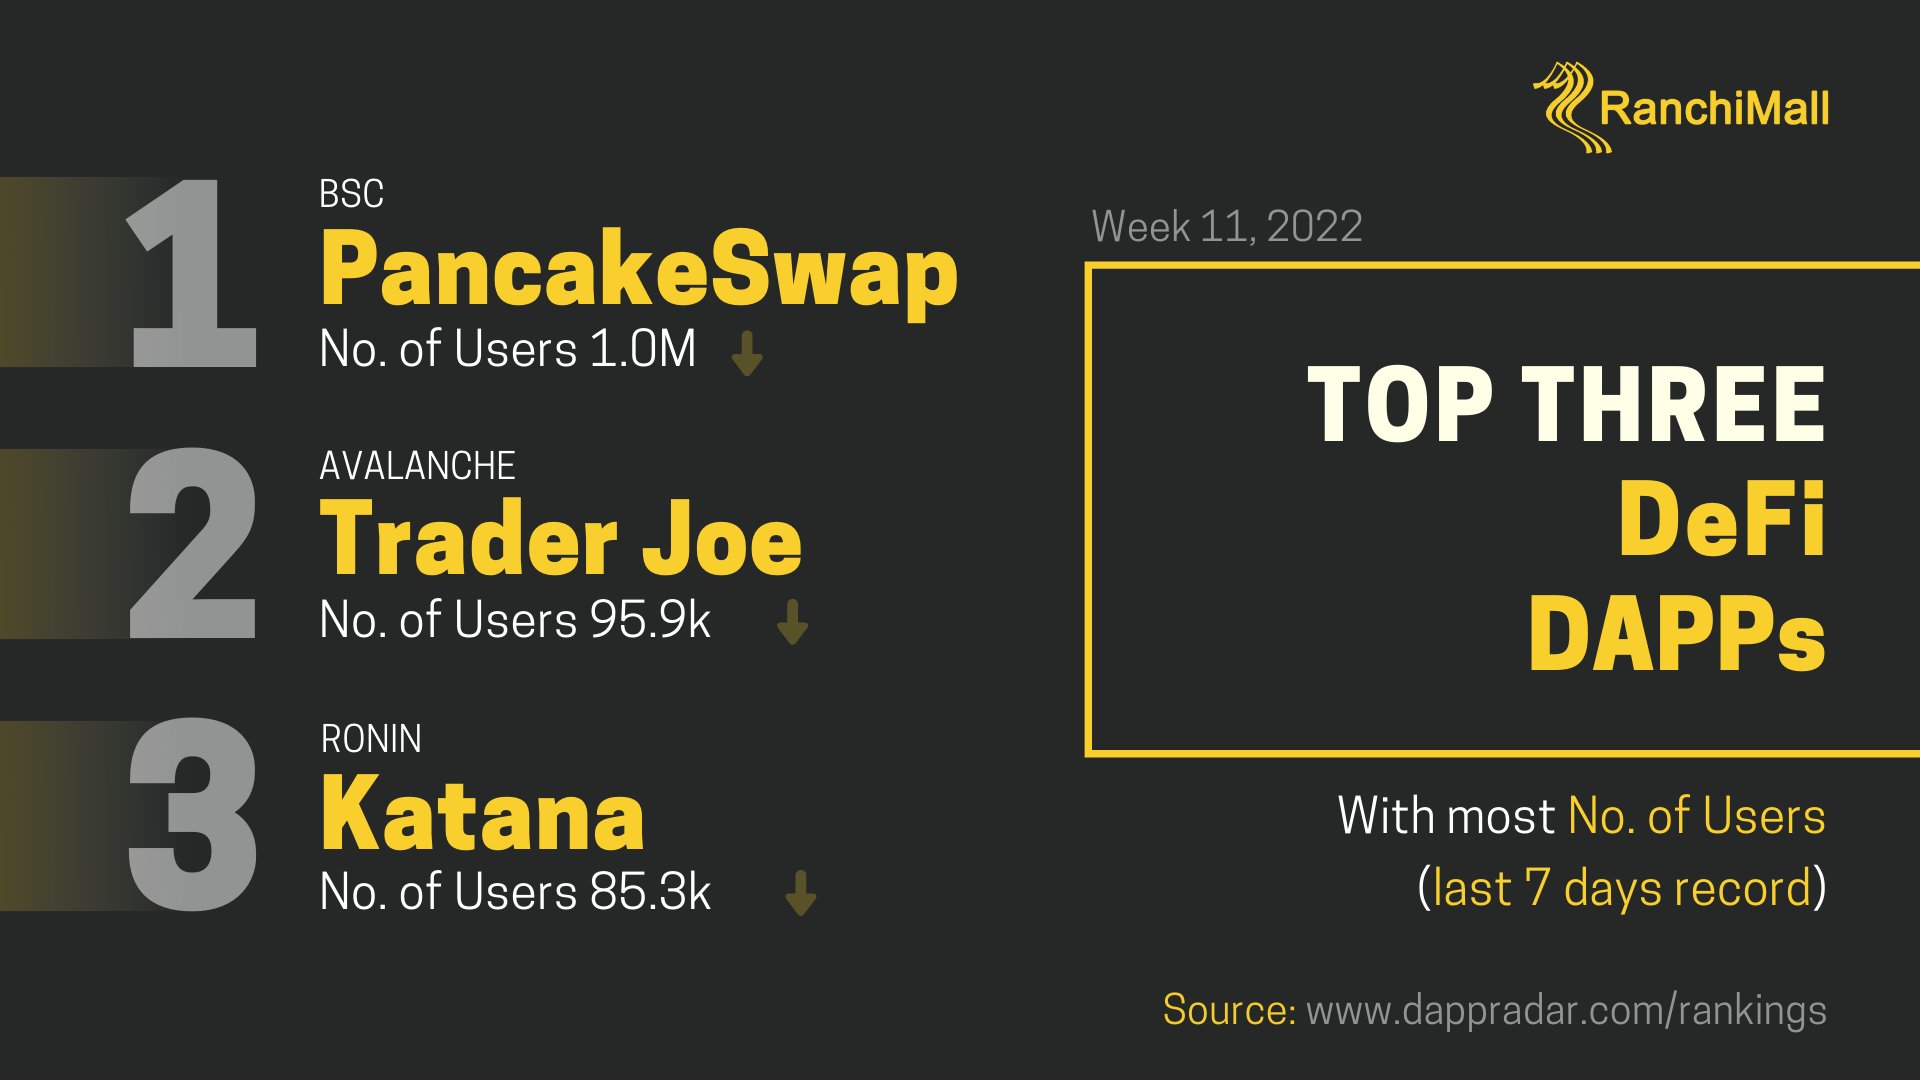 RanchiMall
1
BSC
PancakeSwap
No. of Users 1.0M
2
AVALANCHE
Trader Joe
No. of Users 95.9k
3
RONIN
Katana
No. of Users 85.3k
Week 11, 2022
TOP THREE
DeFi
DAPPs
With most No. of Users
(last 7 days record)
Source: www.dappradar.com/rankings